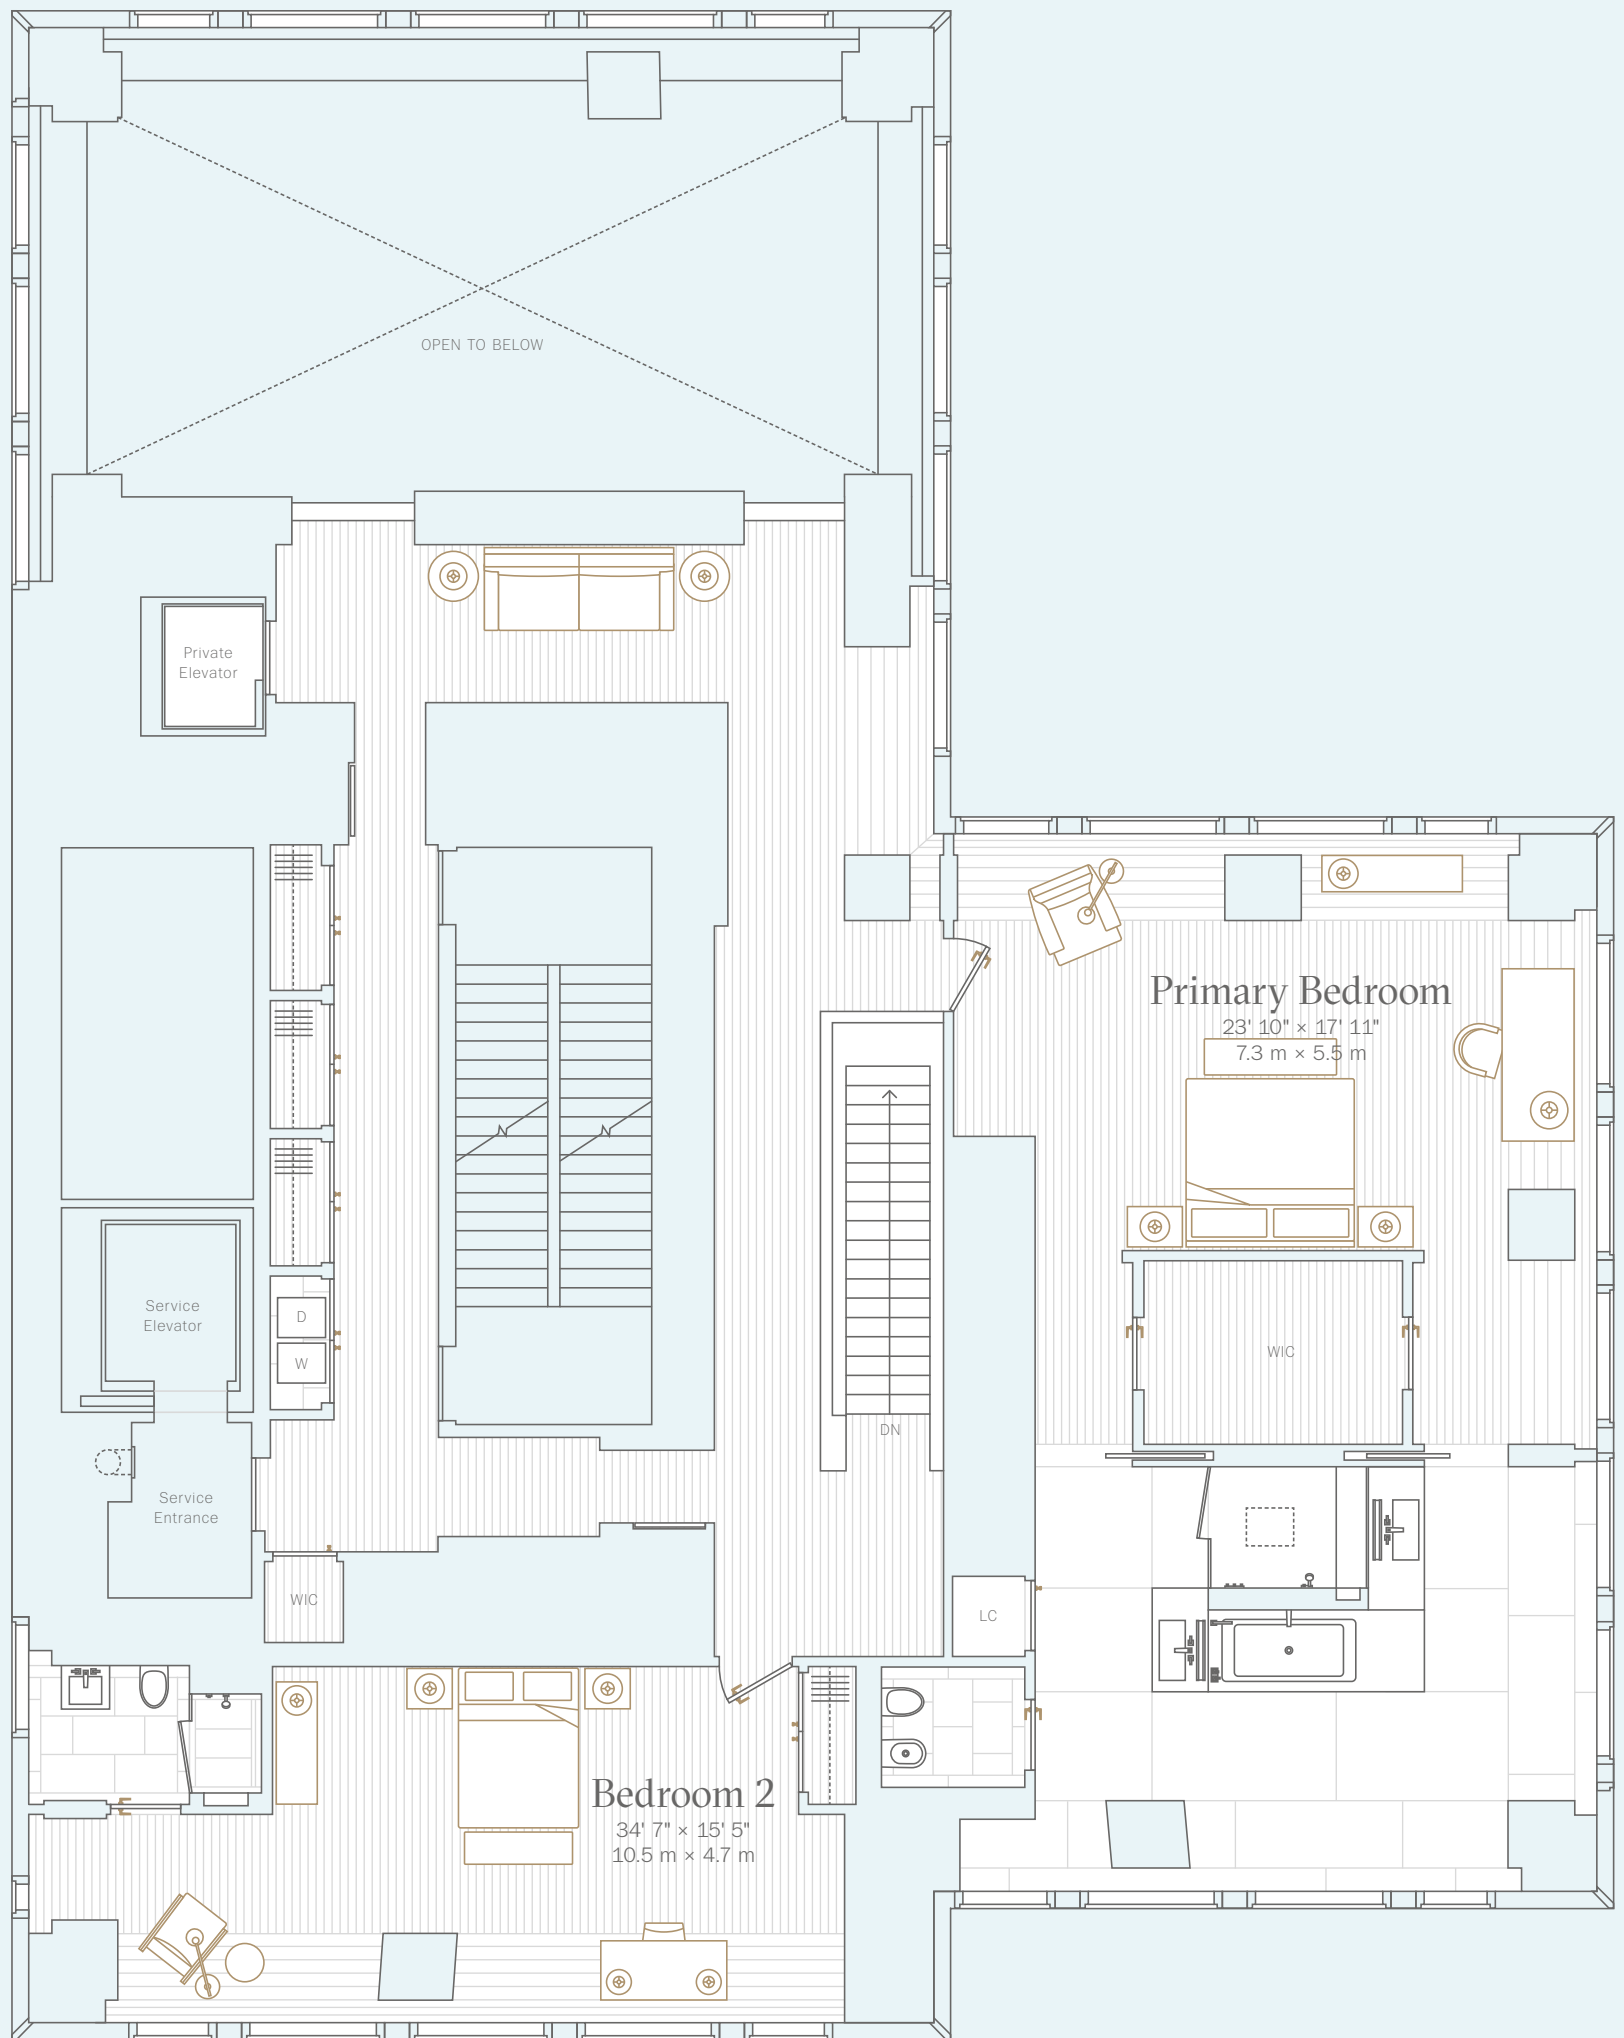 OPEN TO BELOW
Private
Elevator
Primary Bedroom
23' 10" × 17' 11"
7.3 m × 5.5 m
Service
Elevator
D
W
WIC
DN
Service
Entrance
WIC
LC
Bedroom 2
34' 7" × 15' 5"
10.5 m × 4.7 m